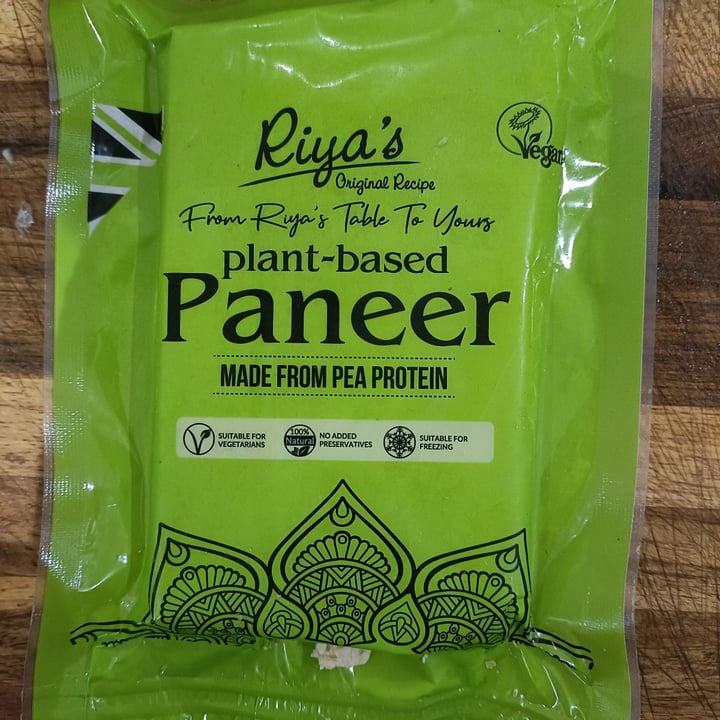 Riya's
Original Recipe
Vegan
From Riya's Table To Yours
plant-based
Paneer
MADE FROM PEA PROTEIN
SUITABLE FOR
VEGETARIANS
100%
Natural
NO ADDED
PRESERVATIVES
SUITABLE FOR
FREEZING